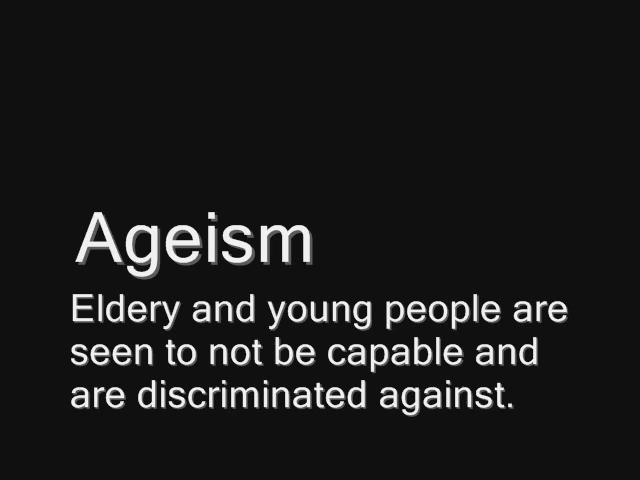 Ageism
Eldery and young people are
seen to not be capable and
are discriminated against.